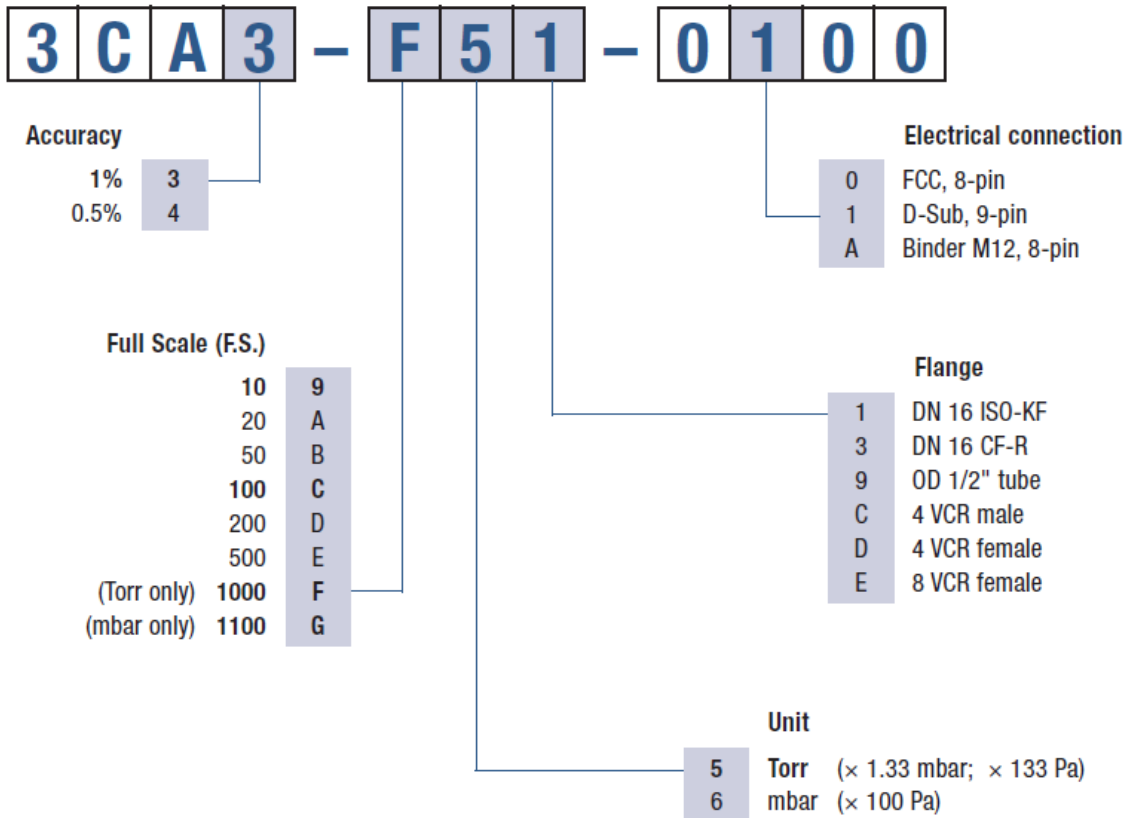 3CA3 – F51 – 0100
Accuracy
1% 3
0.5% 4
Electrical connection
0 FCC, 8-pin
1 D-Sub, 9-pin
A Binder M12, 8-pin
Full Scale (F.S.)
10 9
20 A
50 B
100 C
200 D
500 E
(Torr only) 1000 F
(mbar only) 1100 G
Flange
1 DN 16 ISO-KF
3 DN 16 CF-R
9 OD 1/2" tube
C 4 VCR male
D 4 VCR female
E 8 VCR female
Unit
5 Torr (× 1.33 mbar; × 133 Pa)
6 mbar (× 100 Pa)